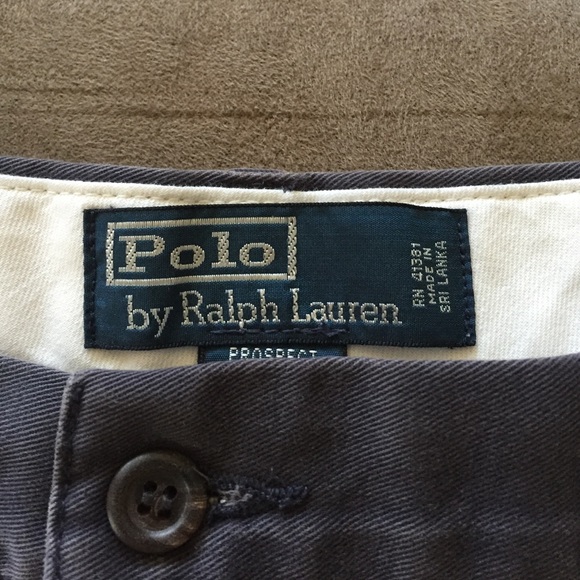 Polo
by Ralph Lauren
RN 41381
MADE IN
SRI LANKA
PROSPECT